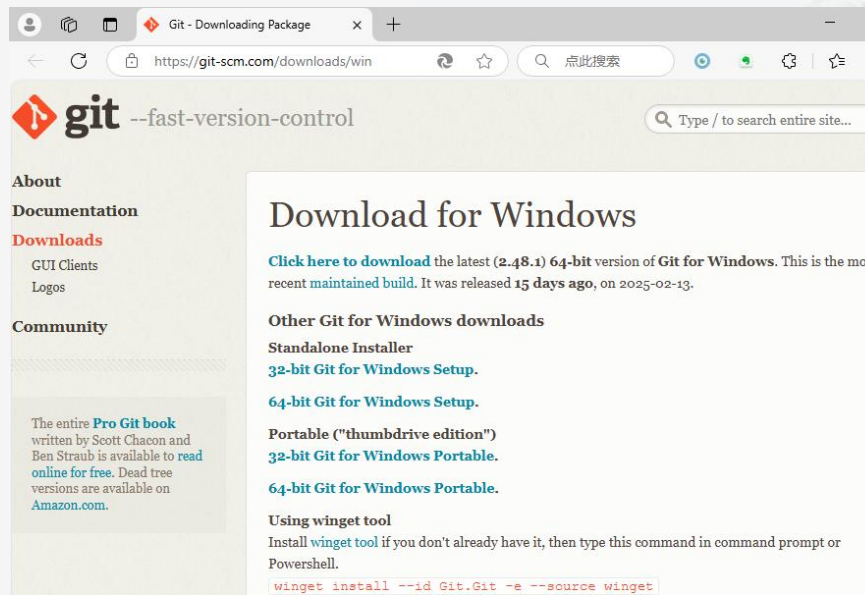 Git - Downloading Package
https://git-scm.com/downloads/win
点此搜索
git --fast-version-control
Type / to search entire site...
About
Documentation
Downloads
GUI Clients
Logos
Community
The entire Pro Git book
written by Scott Chacon and
Ben Straub is available to read
online for free. Dead tree
versions are available on
Amazon.com.
Download for Windows
Click here to download the latest (2.48.1) 64-bit version of Git for Windows. This is the mo
recent maintained build. It was released 15 days ago, on 2025-02-13.
Other Git for Windows downloads
Standalone Installer
32-bit Git for Windows Setup.
64-bit Git for Windows Setup.
Portable ("thumbdrive edition")
32-bit Git for Windows Portable.
64-bit Git for Windows Portable.
Using winget tool
Install winget tool if you don't already have it, then type this command in command prompt or
Powershell.
winget install --id Git.Git -e --source winget